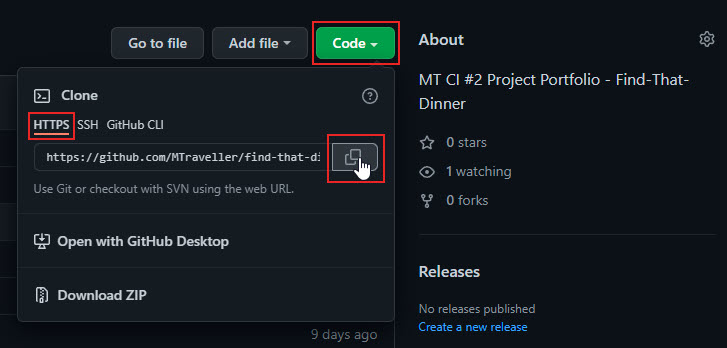 Go to file Add file Code
Clone
HTTPS SSH GitHub CLI
https://github.com/MTraveller/find-that-di
Use Git or checkout with SVN using the web URL.
Open with GitHub Desktop
Download ZIP
9 days ago
About
MT CI #2 Project Portfolio - Find-That-
Dinner
0 stars
1 watching
0 forks
Releases
No releases published
Create a new release